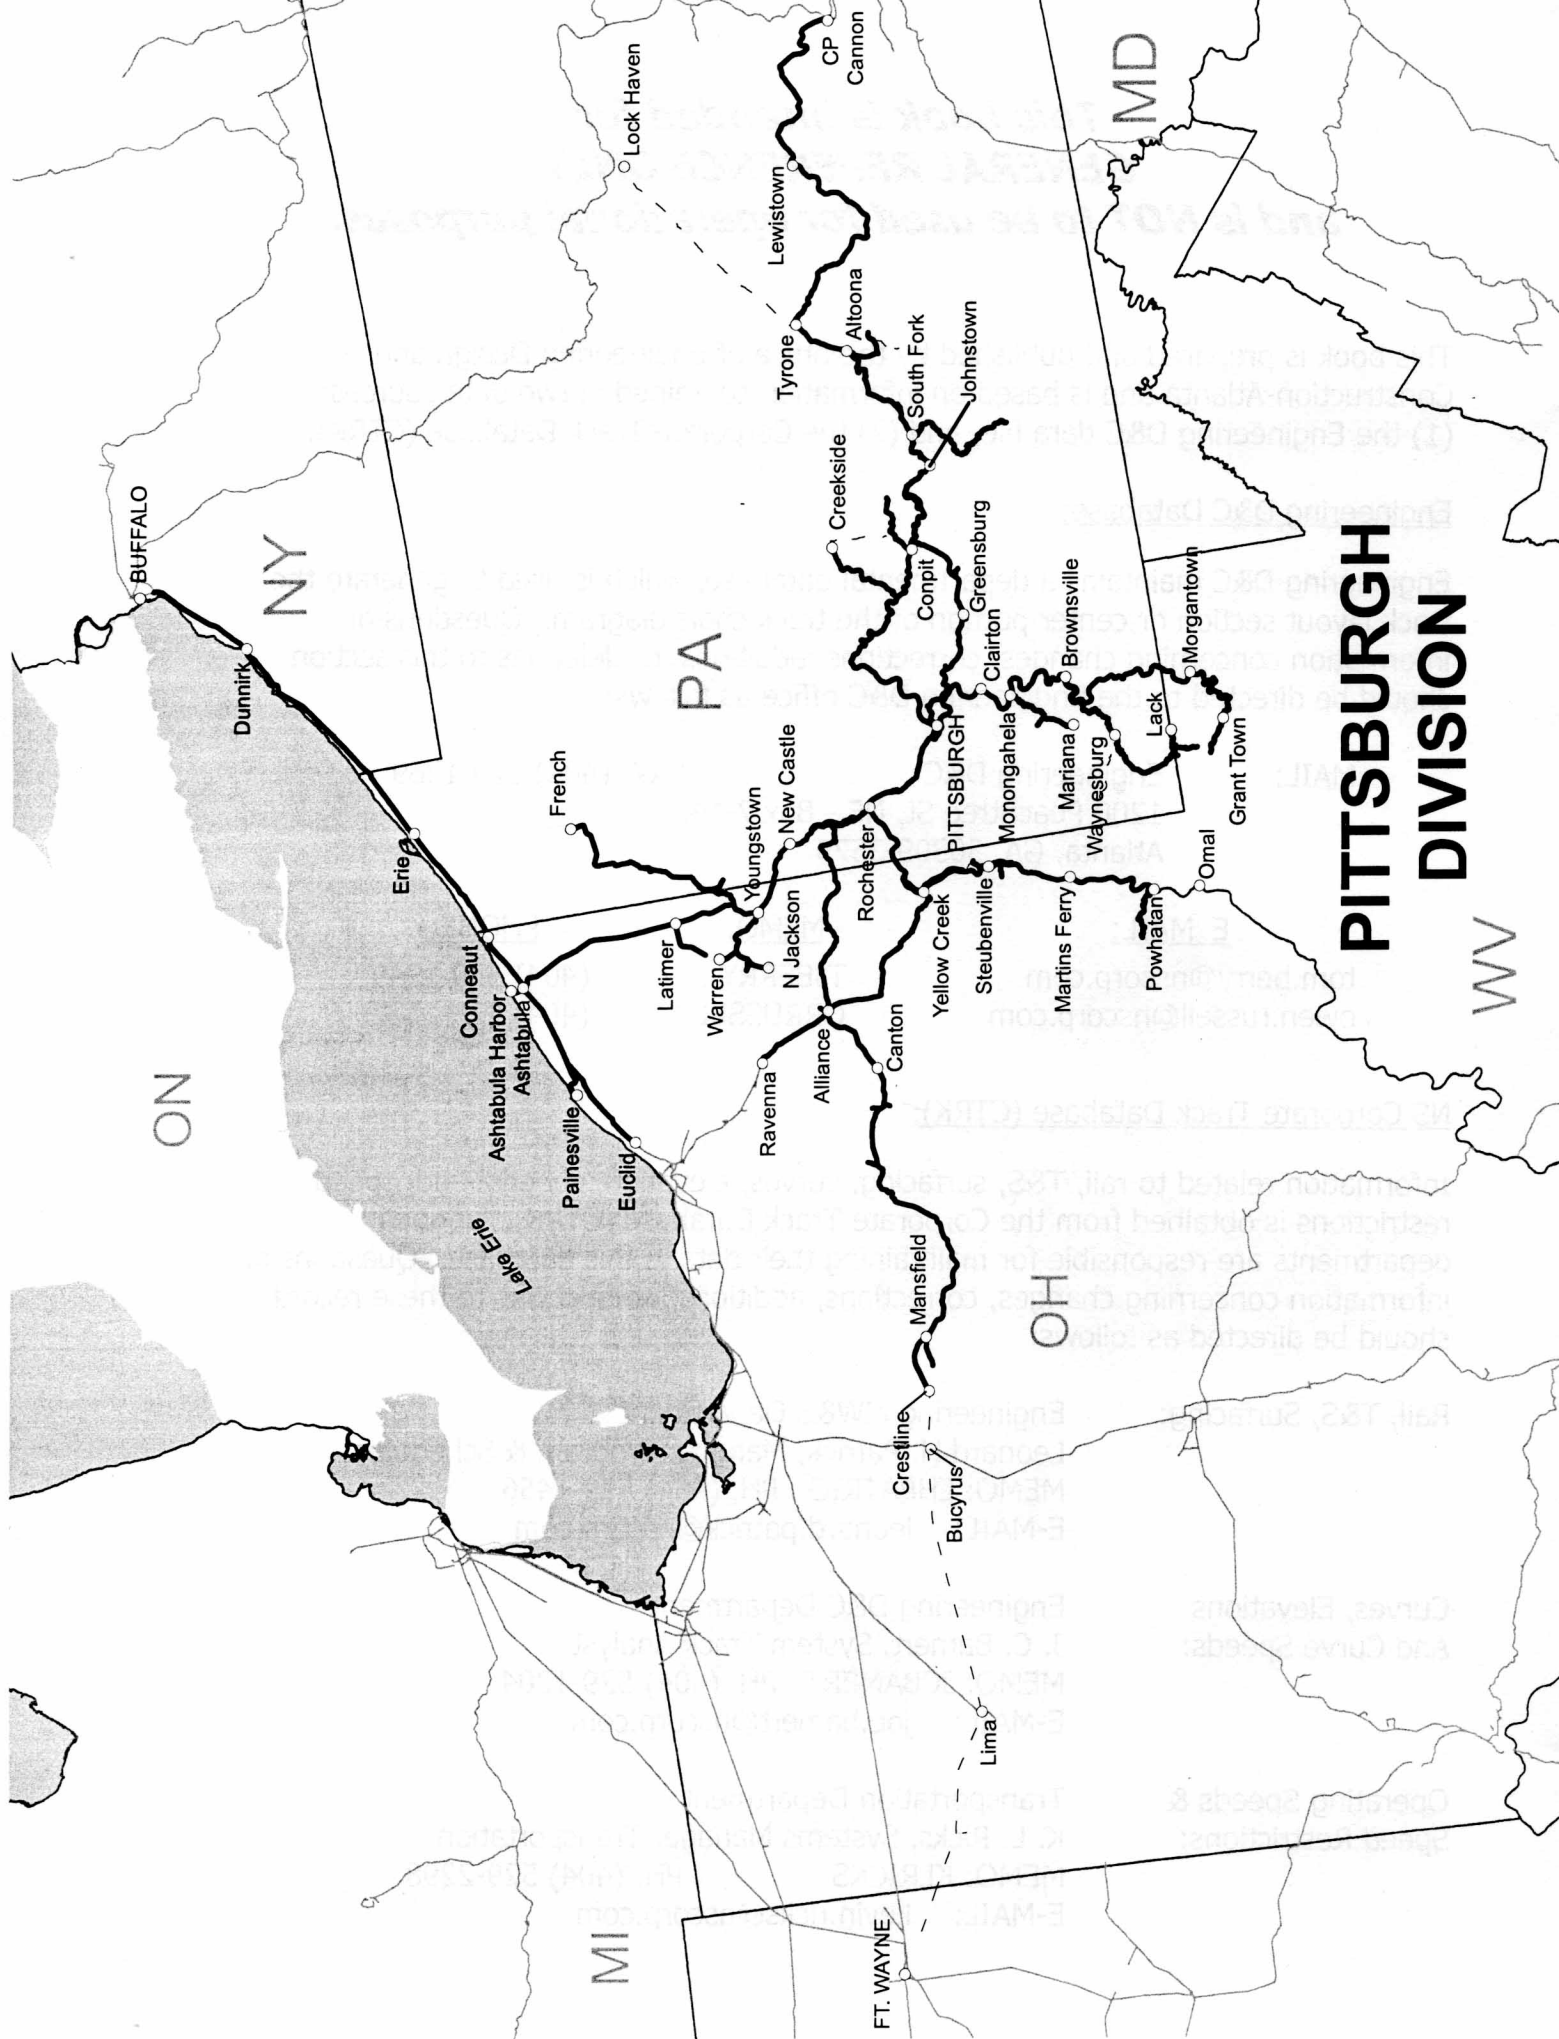 BUFFALO
ON
NY
Dunnirk
Erie
Conneaut
Ashtabula Harbor
Ashtabula
Lake Erie
Painesville
Euclid
MI
French
Lock Haven
PA
Latimer
Warren
Youngstown
N Jackson
New Castle
Ravenna
Tyrone
Lewistown
Alliance
Creekside
Altoona
CP
Cannon
Rochester
Canton
FT. WAYNE
Crestline
Mansfield
South Fork
Johnstown
Conpit
Yellow Creek
PITTSBURGH
Bucyrus
Greensburg
Clairton
Lima
Steubenville
Monongahela
OH
Martins Ferry
Mariana
Brownsville
Waynesburg
MD
Powhatan
Lack
Morgantown
Omal
Grant Town
WV
PITTSBURGH
DIVISION